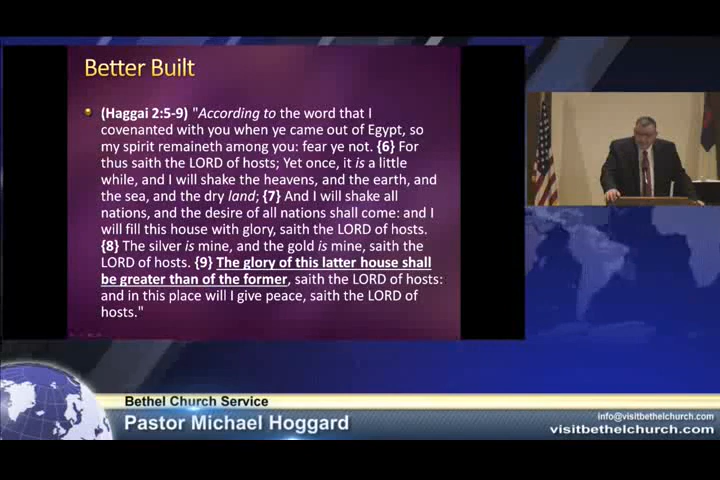 Better Built
(Haggai 2:5-9) "According to the word that I
covenanted with you when ye came out of Egypt, so
my spirit remaineth among you: fear ye not. {6} For
thus saith the LORD of hosts; Yet once, it is a little
while, and I will shake the heavens, and the earth, and
the sea, and the dry land; {7} And I will shake all
nations, and the desire of all nations shall come: and I
will fill this house with glory, saith the LORD of hosts.
{8} The silver is mine, and the gold is mine, saith the
LORD of hosts. {9} The glory of this latter house shall
be greater than of the former, saith the LORD of hosts:
and in this place will I give peace, saith the LORD of
hosts."
Bethel Church Service
Pastor Michael Hoggard
info@visitbethelchurch.com
visitbethelchurch.com